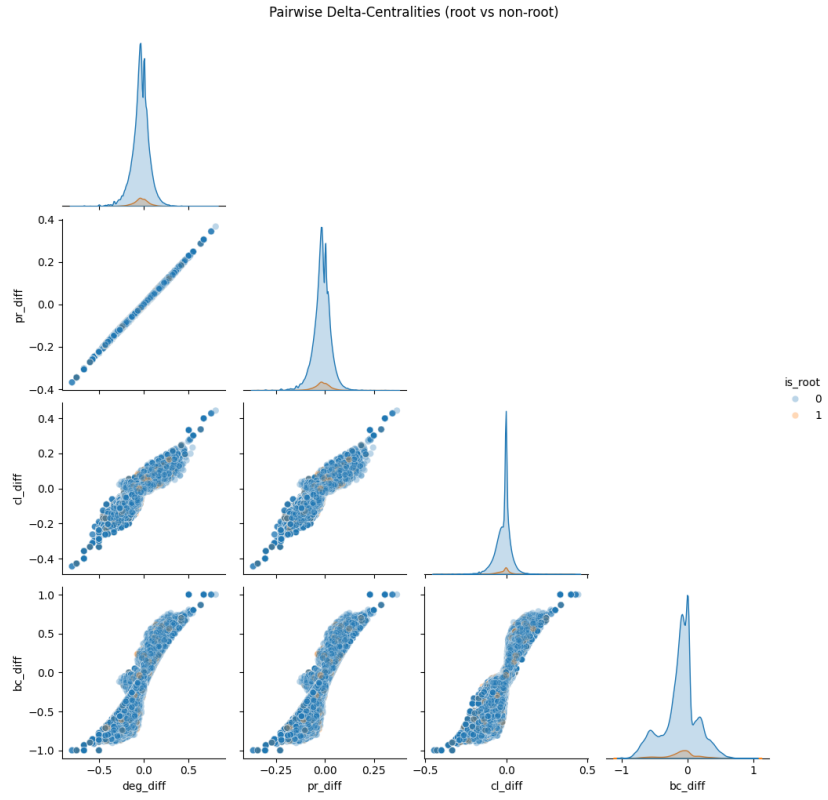 Pairwise Delta-Centralities (root vs non-root)
0.4
0.2
0.0
−0.2
−0.4
pr_diff
is_root
0
1
0.4
0.2
0.0
−0.2
−0.4
cl_diff
1.0
0.5
0.0
−0.5
−1.0
bc_diff
−0.5 0.0 0.5
deg_diff
−0.25 0.00 0.25
pr_diff
−0.5 0.0 0.5
cl_diff
−1 0 1
bc_diff